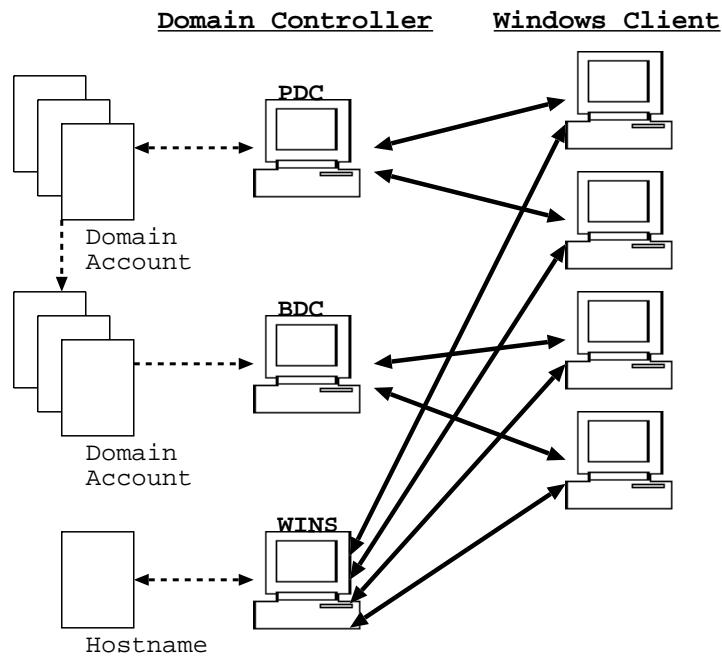 Domain Controller
Windows Client
PDC
Domain
Account
BDC
Domain
Account
WINS
Hostname